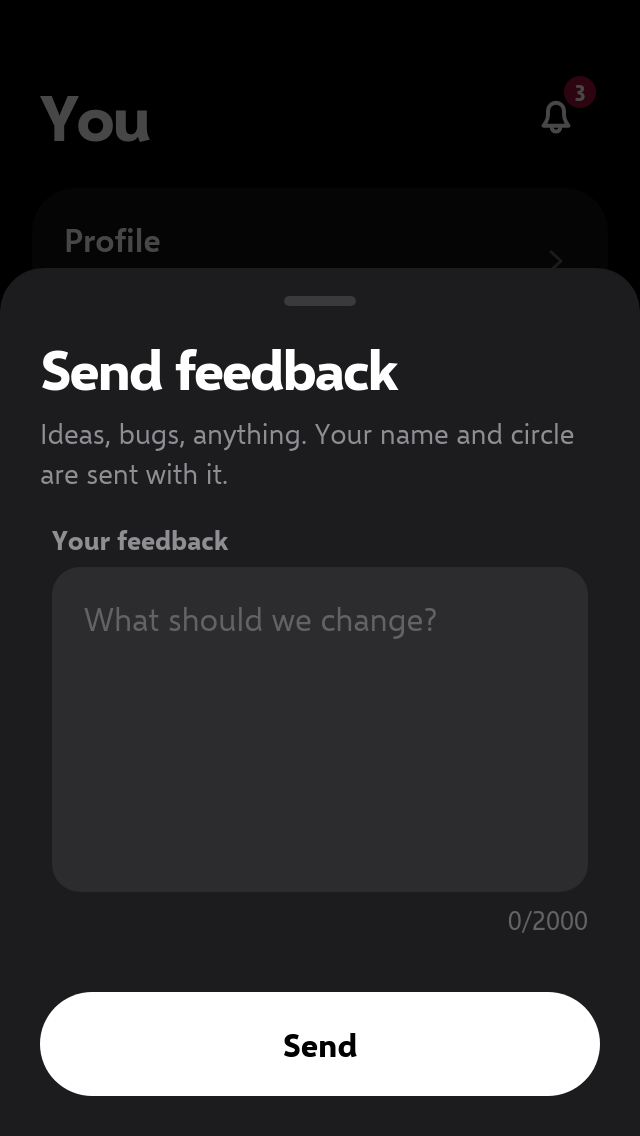 You
3
Profile
Send feedback
Ideas, bugs, anything. Your name and circle
are sent with it.
Your feedback
What should we change?
0/2000
Send